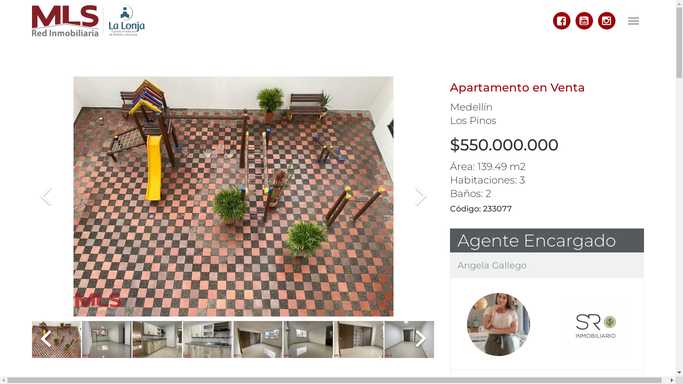 MLS
Red Inmobiliaria
La Lonja
Apartamento en Venta
Medellín
Los Pinos
$550.000.000
Área: 139.49 m2
Habitaciones: 3
Baños: 2
Código: 233077
Agente Encargado
Angela Gallego
MLS
SR
INMOBILIARIO